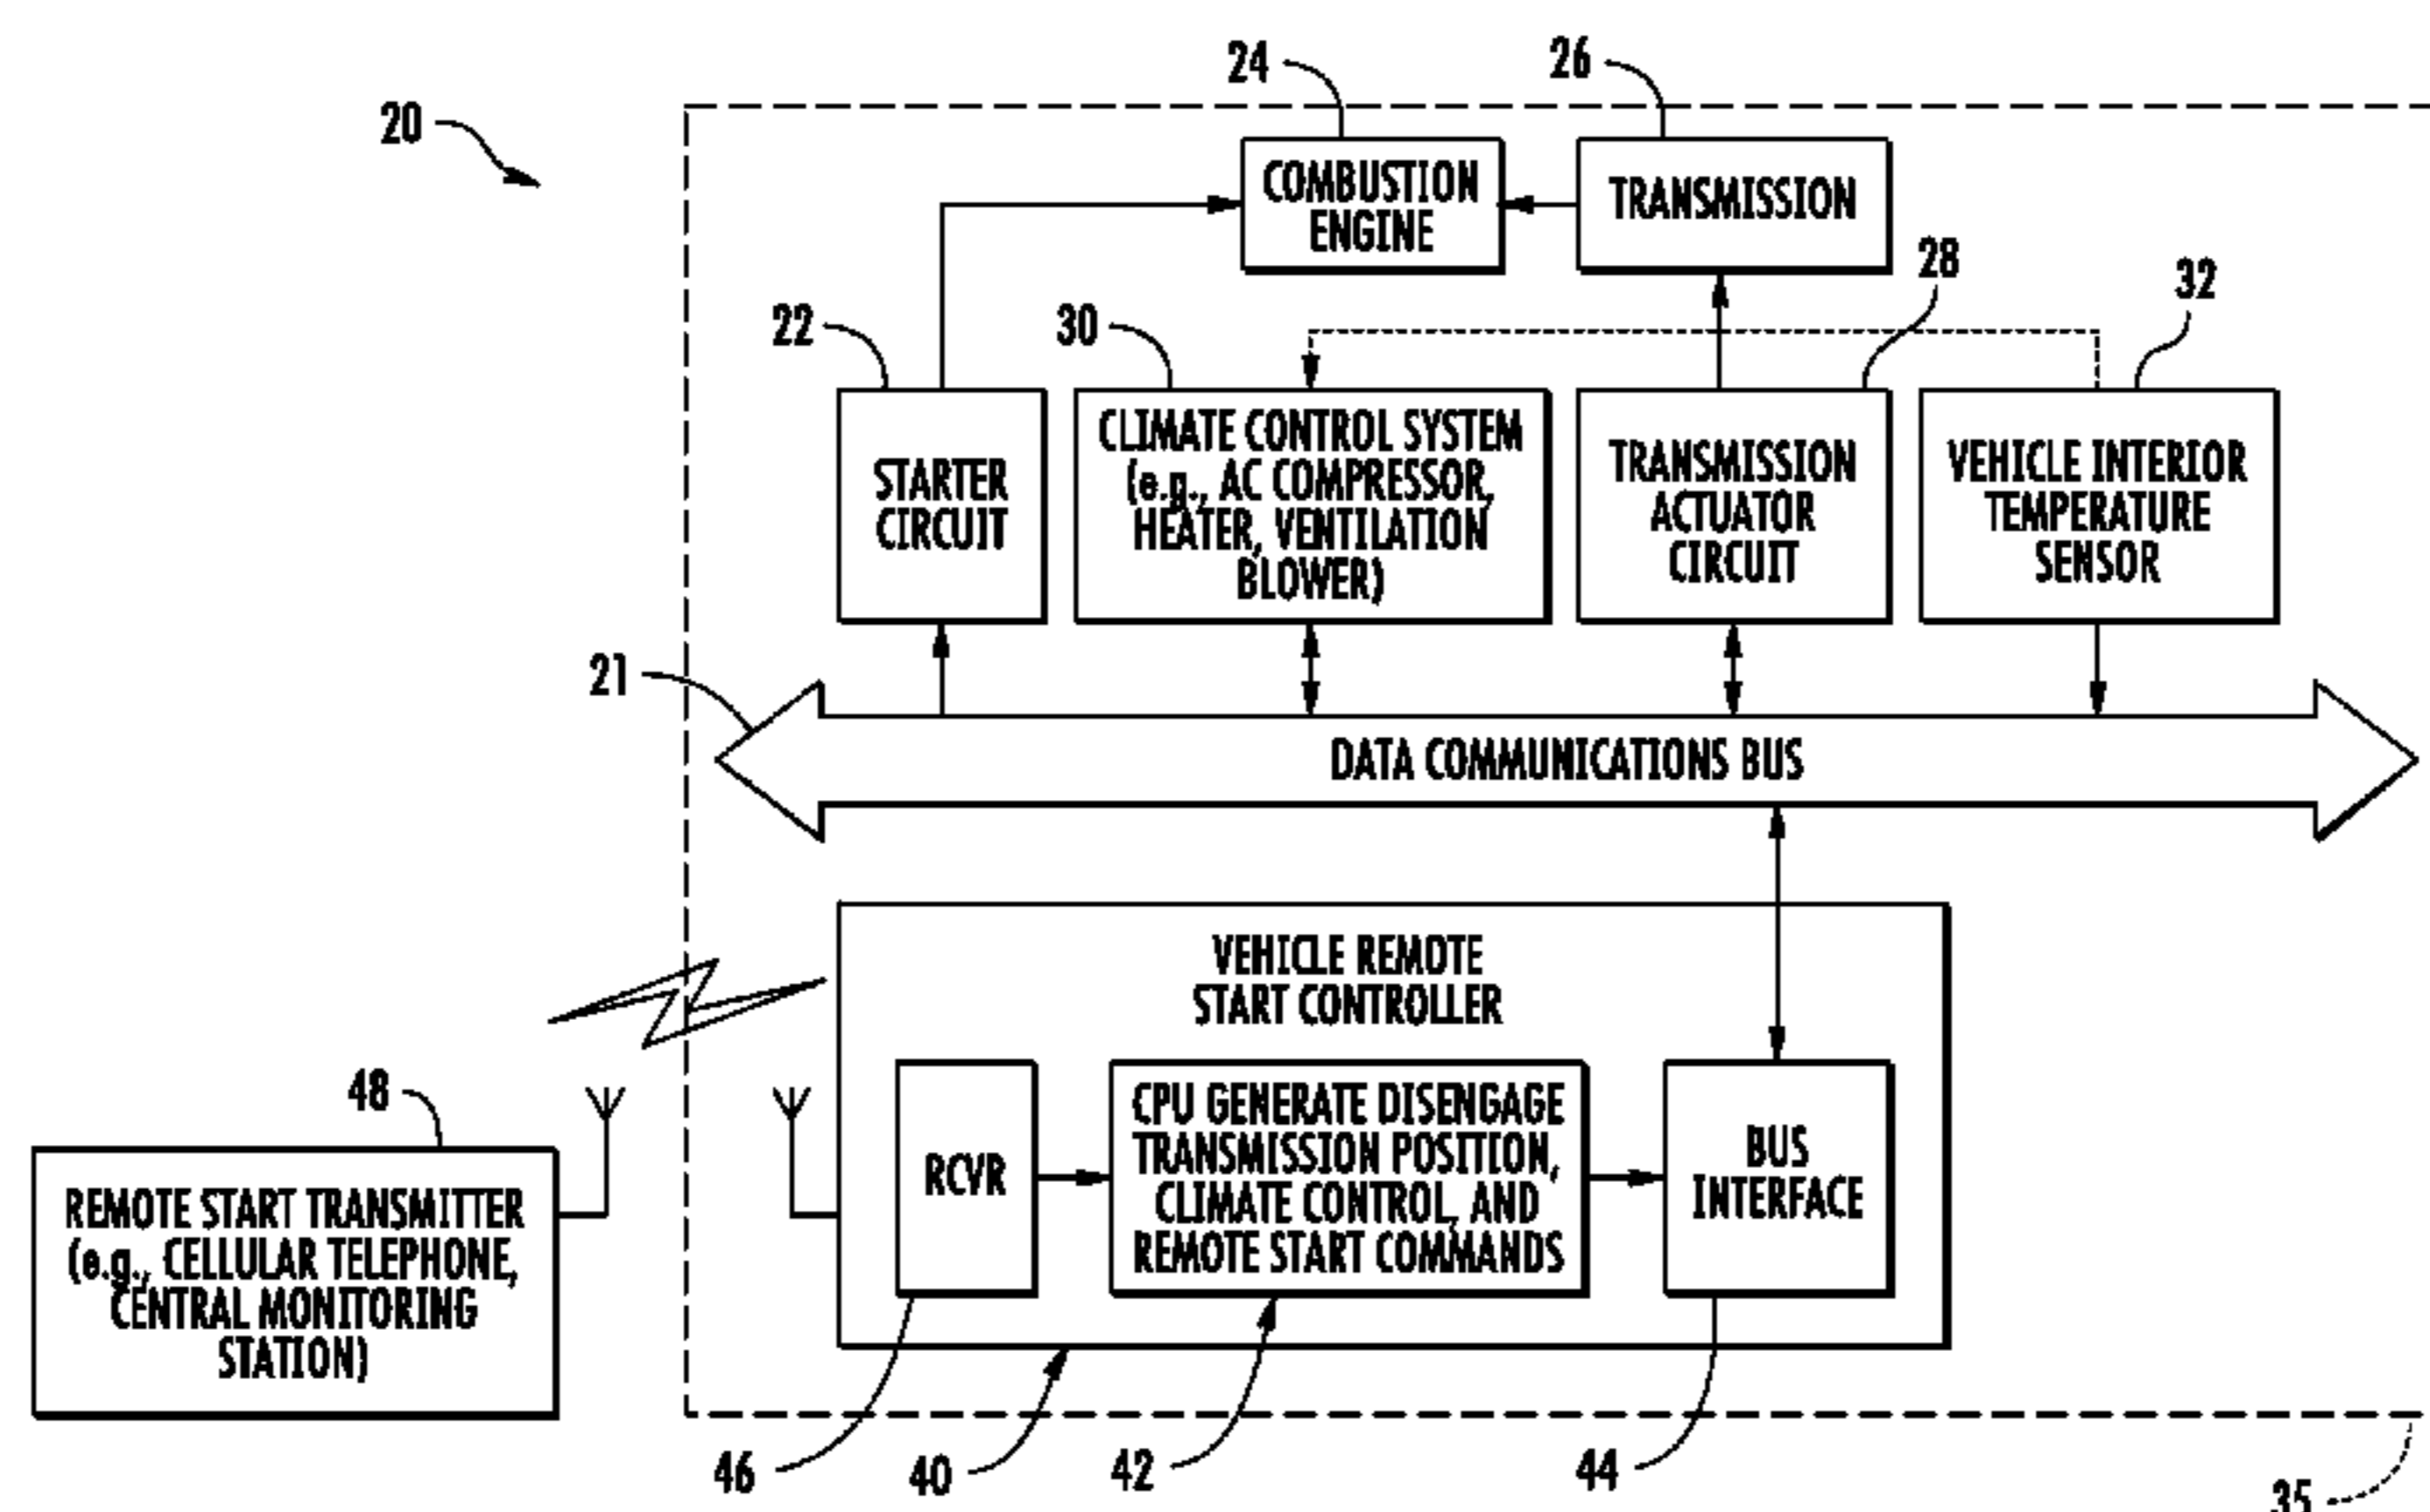 24
26
20
COMBUSTION
ENGINE
TRANSMISSION
28
32
22
30
STARTER
CIRCUIT
CLIMATE CONTROL SYSTEM
(e.g., AC COMPRESSOR,
HEATER, VENTILATION
BLOWER)
TRANSMISSION
ACTUATOR
CIRCUIT
VEHICLE INTERIOR
TEMPERATURE
SENSOR
21
DATA COMMUNICATIONS BUS
VEHICLE REMOTE
START CONTROLLER
48
REMOTE START TRANSMITTER
(e.g., CELLULAR TELEPHONE,
CENTRAL MONITORING
STATION)
RCVR
CPU GENERATE DISENGAGE
TRANSMISSION POSITION,
CLIMATE CONTROL, AND
REMOTE START COMMANDS
BUS
INTERFACE
46
40
42
44
35